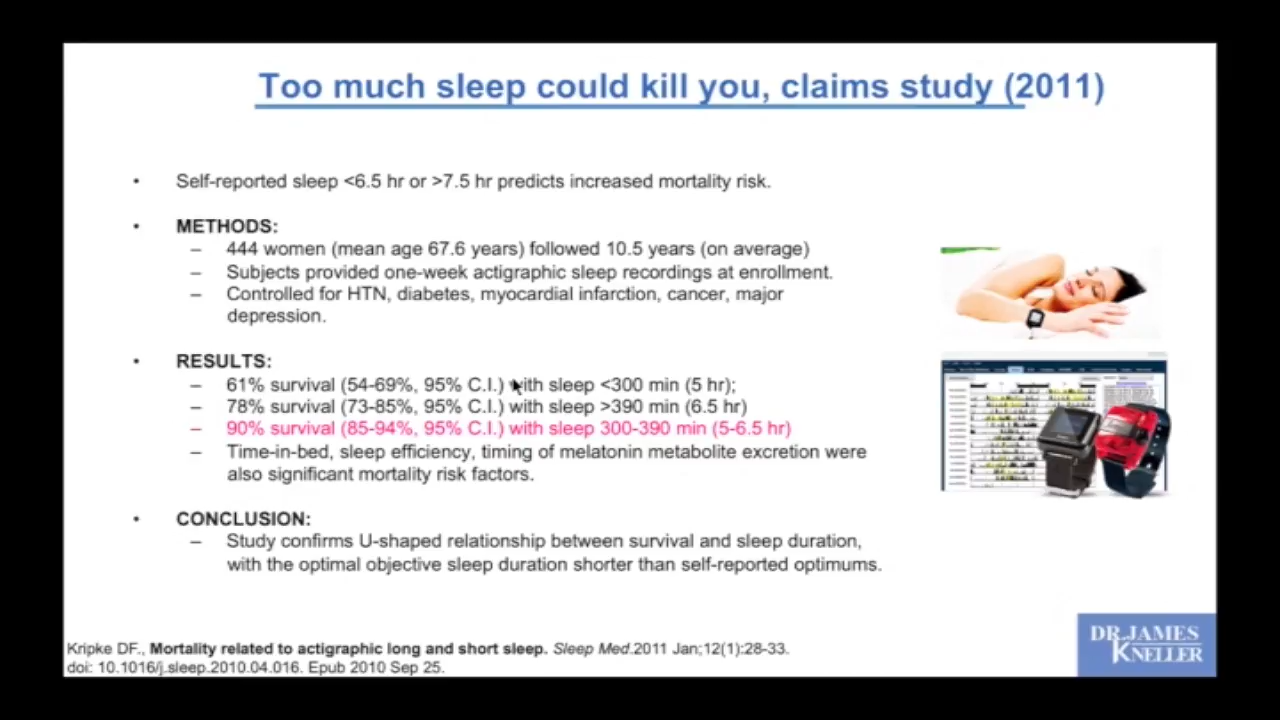 Too much sleep could kill you, claims study (2011)
• Self-reported sleep <6.5 hr or >7.5 hr predicts increased mortality risk.
• METHODS:
– 444 women (mean age 67.6 years) followed 10.5 years (on average)
– Subjects provided one-week actigraphic sleep recordings at enrollment.
– Controlled for HTN, diabetes, myocardial infarction, cancer, major
depression.
• RESULTS:
– 61% survival (54-69%, 95% C.I.) with sleep <300 min (5 hr);
– 78% survival (73-85%, 95% C.I.) with sleep >390 min (6.5 hr)
– 90% survival (85-94%, 95% C.I.) with sleep 300-390 min (5-6.5 hr)
– Time-in-bed, sleep efficiency, timing of melatonin metabolite excretion were
also significant mortality risk factors.
• CONCLUSION:
– Study confirms U-shaped relationship between survival and sleep duration,
with the optimal objective sleep duration shorter than self-reported optimums.
Kripke DF., Mortality related to actigraphic long and short sleep. Sleep Med.2011 Jan;12(1):28-33.
doi: 10.1016/j.sleep.2010.04.016. Epub 2010 Sep 25.
DR.JAMES
KNELLER